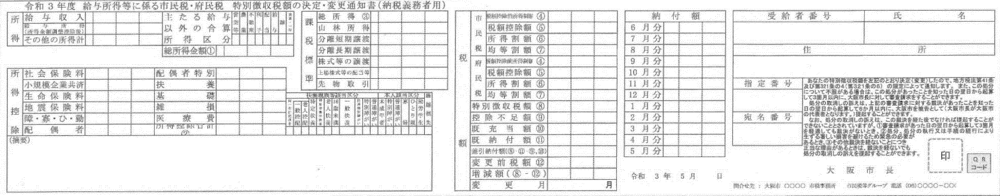 令和３年度 給与所得等に係る市民税・府民税 特別徴収税額の決定・変更通知書(納税義務者用)
所得
給与収入
給与所得
(所得金額調整控除後)
その他の所得計
主たる給与以外の合算所得区分
営業等
農業
不動産
利子
配当
給与
雑
総所得金額①
所得控除
社会保険料
小規模企業共済
生命保険料
地震保険料
障・寡・ひ・勤
配偶者
配偶者特別
扶養
基礎
雑損
医療費
所得控除合計
②
(摘要)
課税標準
総所得③
山林所得
分離短期譲渡
分離長期譲渡
株式等の譲渡
上場株式等の配当等
先物取引
扶養親族等該当区分
本人該当区分
一般控配
老人控配
特定扶養
老人扶養
16歳未満
一般扶養
特別障がい
普通障がい
未成年者
特別障がい
普通障がい
寡婦
ひとり親
勤労学生
繰越損失
税額
市民税
税額控除前所得割額④
税額控除額⑤
所得割額⑥
均等割額⑦
府民税
税額控除前所得割額④
税額控除額⑤
所得割額⑥
均等割額⑦
特別徴収税額⑧
控除不足額⑨
既充当額⑩
既納付額⑪
差引納付額(⑧-⑪-⑨,⑩)
変更前税額⑫
増減額(⑧-⑫)
変更月
月
納付額
6月分
7月分
8月分
9月分
10月分
11月分
12月分
1月分
2月分
3月分
4月分
5月分
令和 3年 5月 日
受給者番号
氏名
住所
指定番号
宛名番号
あなたの特別徴収税額を左記のとおり決定(変更)したので、地方税法第41条
及び第321条の4(第321条の6)の規定によって通知します。また、この処分
について不服がある場合は、この処分があったことを知った日の翌日から起算
して3箇月以内に、大阪市長に対して審査請求をすることができます。
処分の取消しの訴えは、上記の審査請求に対する裁決があったことを知った
日の翌日から起算して6か月以内に、大阪市を被告として(大阪市長が大阪市
の代表者となります。)提起することができます。
なお、処分の取消しの訴えは、この裁決を経た後でなければ提起することが
できないこととされていますが、①審査請求があった日の翌日から起算して3箇月
を経過しても裁決がないとき、②処分、処分の執行又は手続の続行により
生ずる著しい損害を避けるため緊急の必要が
あるとき、③その他裁決を経ないことにつき
正当な理由があるときは、裁決を経ないでも
処分の取消しの訴えを提起することができます。
印
QR
コード
大阪市長
問合せ先：大阪市 〇〇〇〇 市税事務所 市民税等グループ 電話 (06)〇〇〇〇-〇〇〇